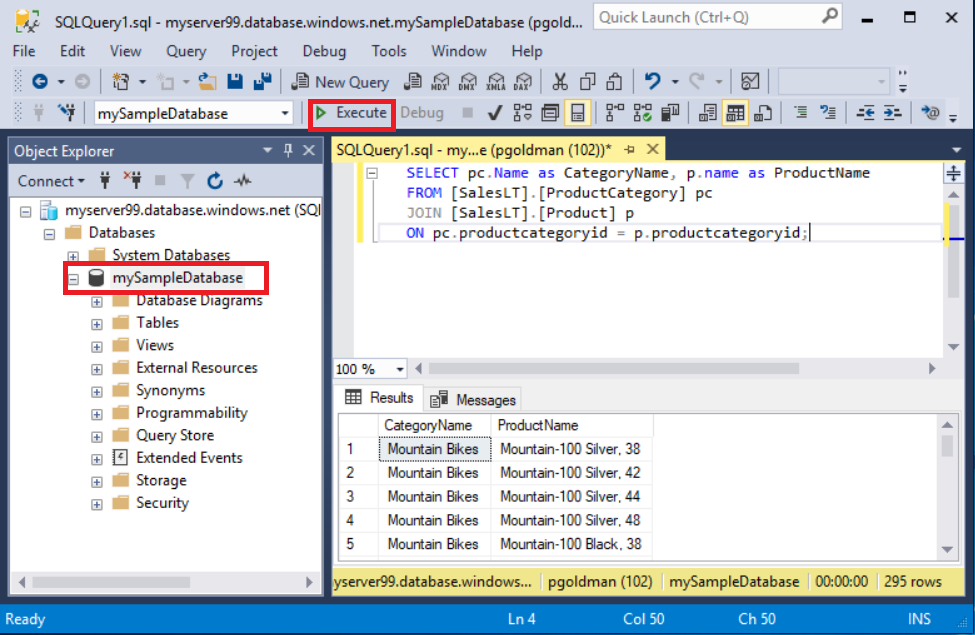 SQLQuery1.sql - myserver99.database.windows.net.mySampleDatabase (pgold...
Quick Launch (Ctrl+Q)
File Edit View Query Project Debug Tools Window Help
New Query MDX DMX XMLA DAX
mySampleDatabase Execute Debug
Object Explorer
Connect
myserver99.database.windows.net (SQl
Databases
System Databases
mySampleDatabase
Database Diagrams
Tables
Views
External Resources
Synonyms
Programmability
Query Store
Extended Events
Storage
Security
SQLQuery1.sql - my...e (pgoldman (102))*
SELECT pc.Name as CategoryName, p.name as ProductName
FROM [SalesLT].[ProductCategory] pc
JOIN [SalesLT].[Product] p
ON pc.productcategoryid = p.productcategoryid;
100 %
Results Messages
CategoryName ProductName
1 Mountain Bikes Mountain-100 Silver, 38
2 Mountain Bikes Mountain-100 Silver, 42
3 Mountain Bikes Mountain-100 Silver, 44
4 Mountain Bikes Mountain-100 Silver, 48
5 Mountain Bikes Mountain-100 Black, 38
yserver99.database.windows... pgoldman (102) mySampleDatabase 00:00:00 295 rows
Ready Ln 4 Col 50 Ch 50 INS